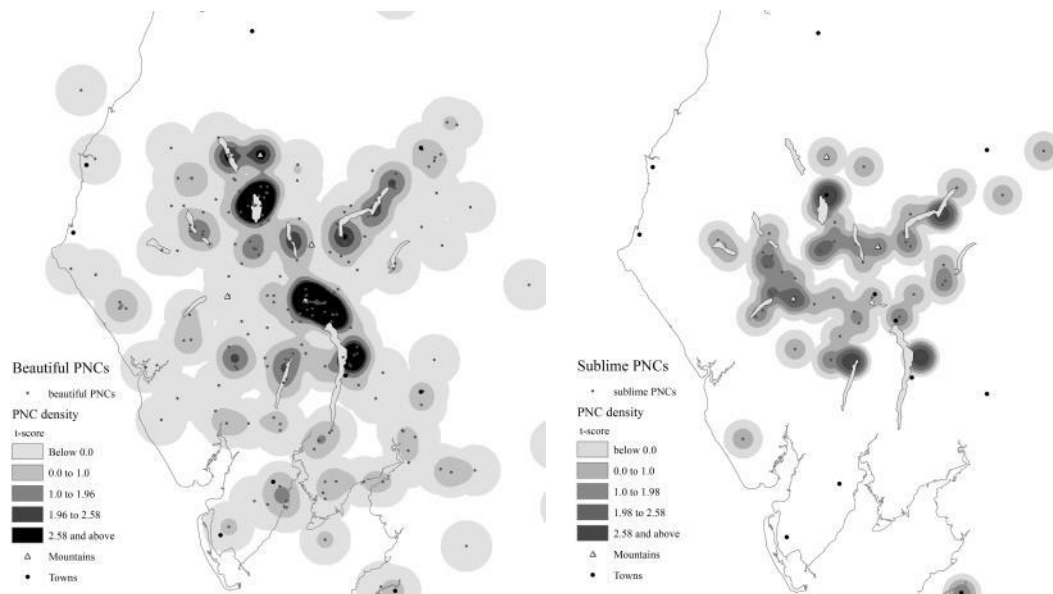 Beautiful PNCs
beautiful PNCs
PNC density
t-score
Below 0.0
0.0 to 1.0
1.0 to 1.96
1.96 to 2.58
2.58 and above
Mountains
Towns
Sublime PNCs
sublime PNCs
PNC density
t-score
below 0.0
0.0 to 1.0
1.0 to 1.98
1.98 to 2.58
2.58 and above
Mountains
Towns